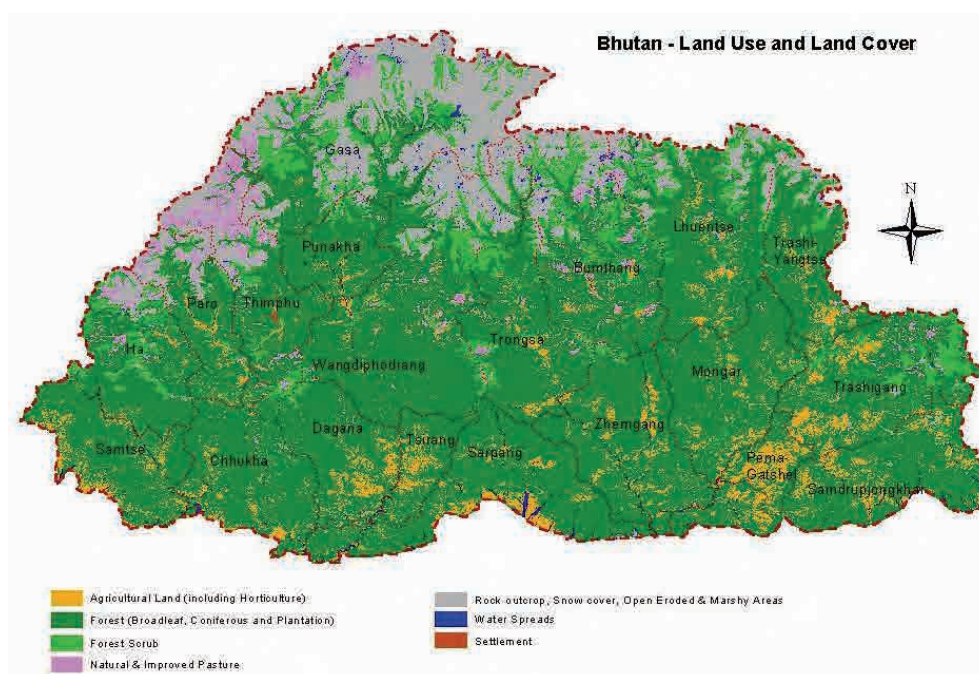 Bhutan - Land Use and Land Cover
N
Gasa
Lhuentse
Punakha
Trashi-
Yangtse
Bumthang
Paro
Thimphu
Trongsa
Ha
Wangdiphodrang
Mongar
Trashigang
Zhemgang
Dagana
Tsirang
Samtse
Sarpang
Chhukha
Pema-
Gatshel
Samdrupjongkhar
Agricultural Land (including Horticulture)
Forest (Broadleaf, Coniferous and Plantation)
Forest Scrub
Natural & Improved Pasture
Rock outcrop, Snow cover, Open Eroded & Marshy Areas
Water Spreads
Settlement